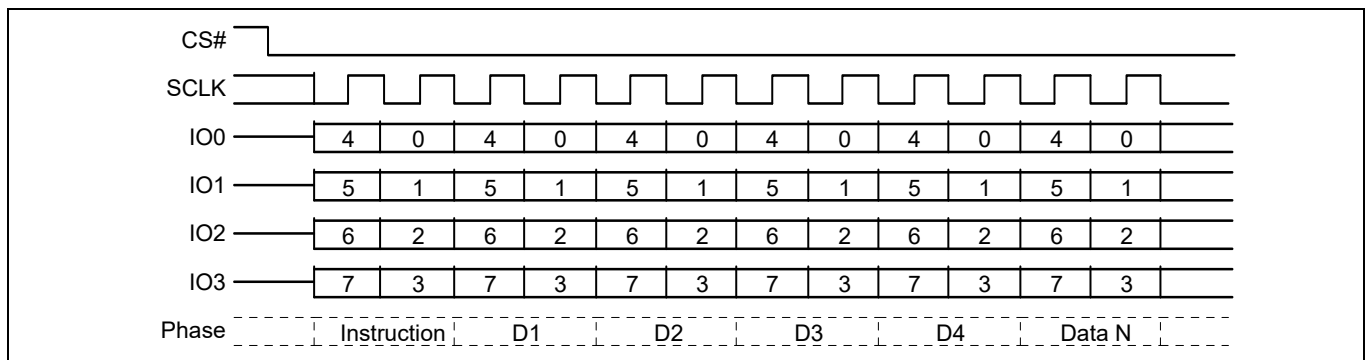 CS#
SCLK
IO0 4 0 4 0 4 0 4 0 4 0 4 0
IO1 5 1 5 1 5 1 5 1 5 1 5 1
IO2 6 2 6 2 6 2 6 2 6 2 6 2
IO3 7 3 7 3 7 3 7 3 7 3 7 3
Phase Instruction D1 D2 D3 D4 Data N